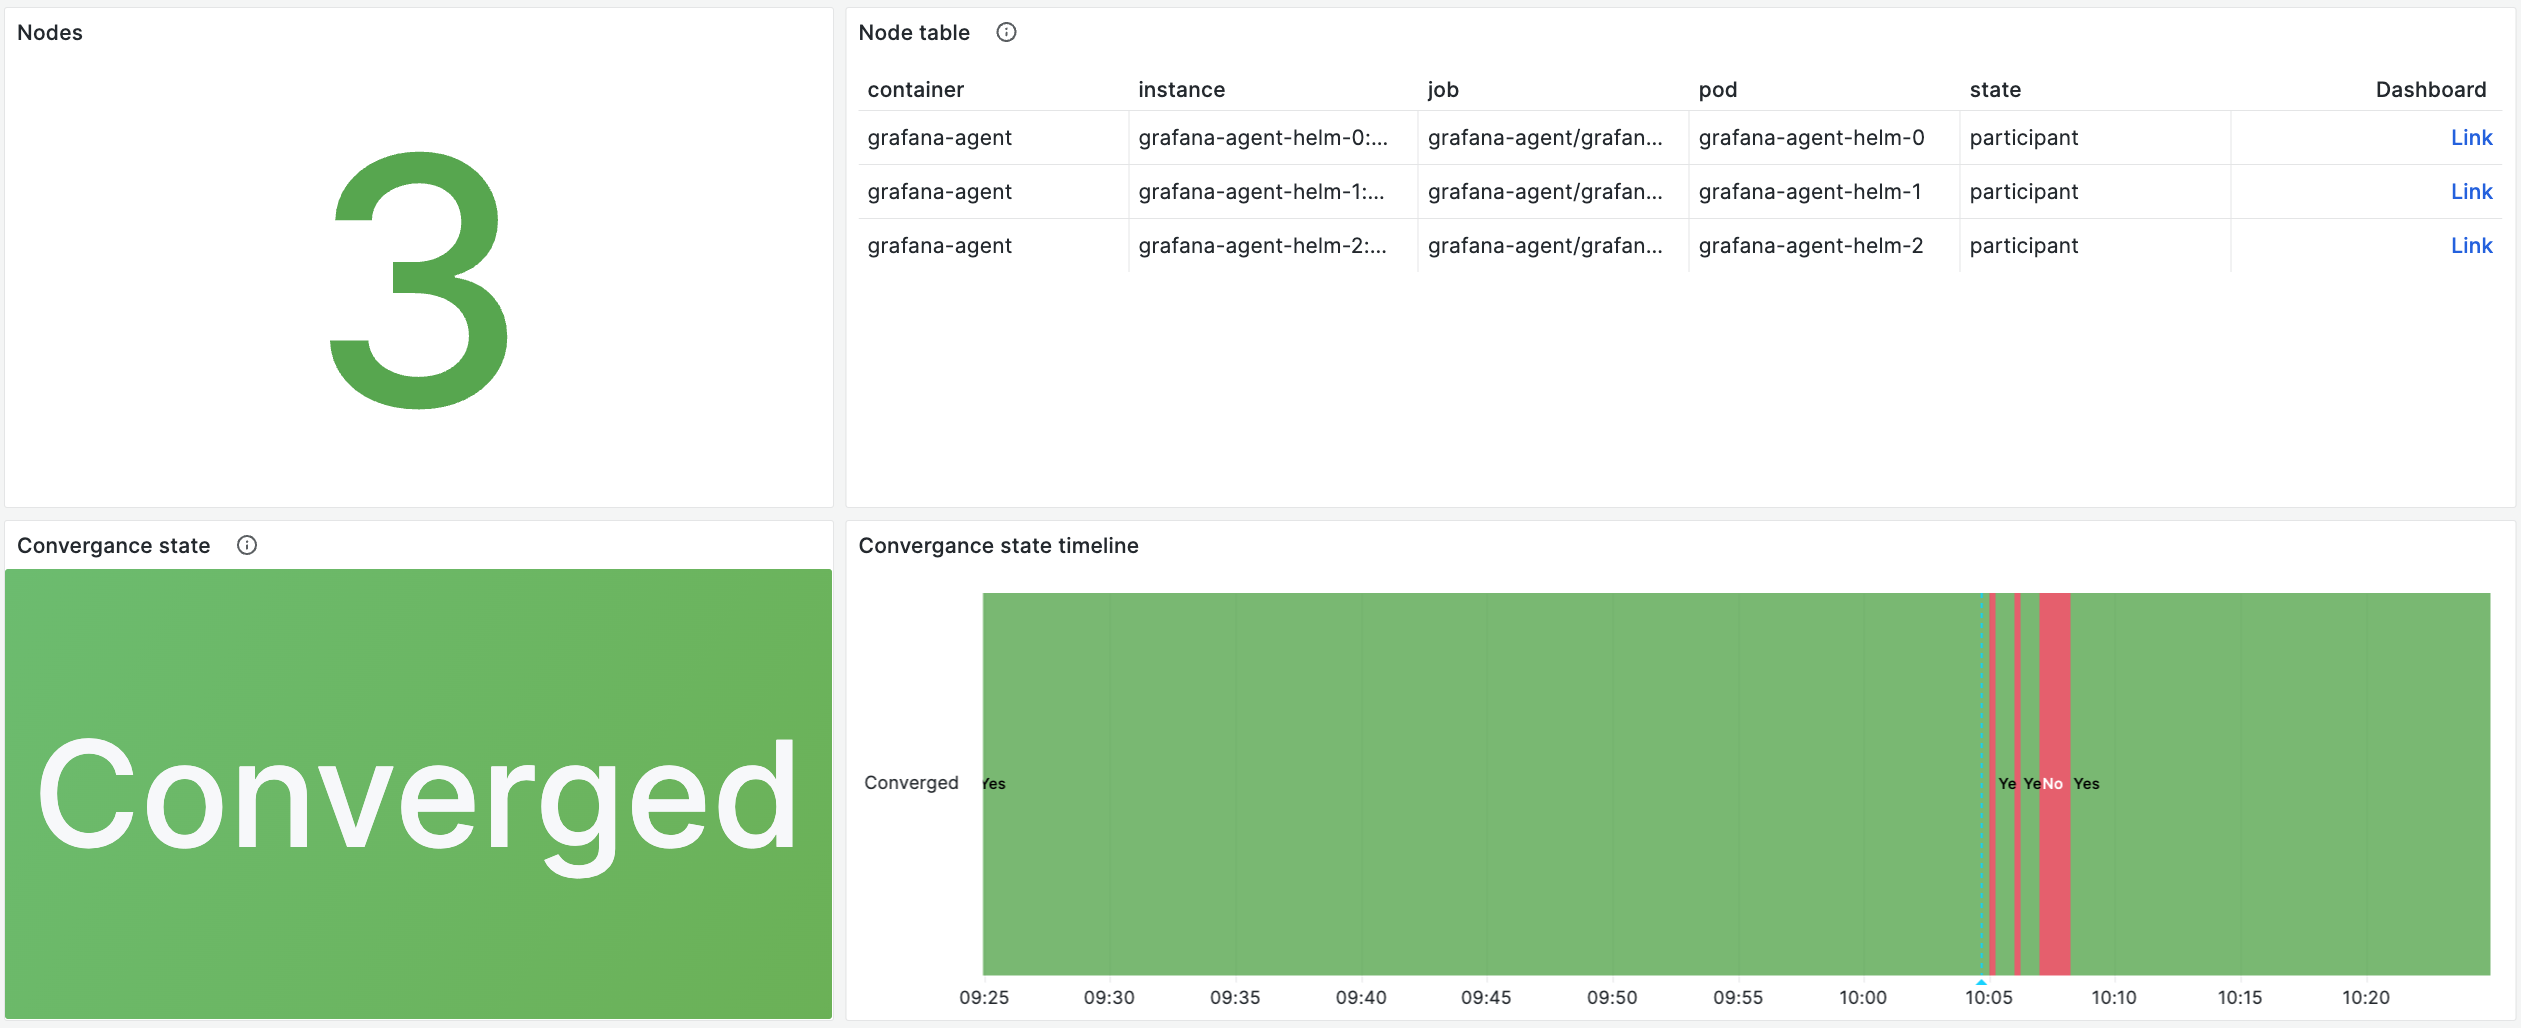 Nodes
3
Node table
container instance job pod state Dashboard
grafana-agent grafana-agent-helm-0:... grafana-agent/grafan... grafana-agent-helm-0 participant Link
grafana-agent grafana-agent-helm-1:... grafana-agent/grafan... grafana-agent-helm-1 participant Link
grafana-agent grafana-agent-helm-2:... grafana-agent/grafan... grafana-agent-helm-2 participant Link
Convergance state
Converged
Convergance state timeline
Converged Yes Ye Ye No Yes
09:25 09:30 09:35 09:40 09:45 09:50 09:55 10:00 10:05 10:10 10:15 10:20